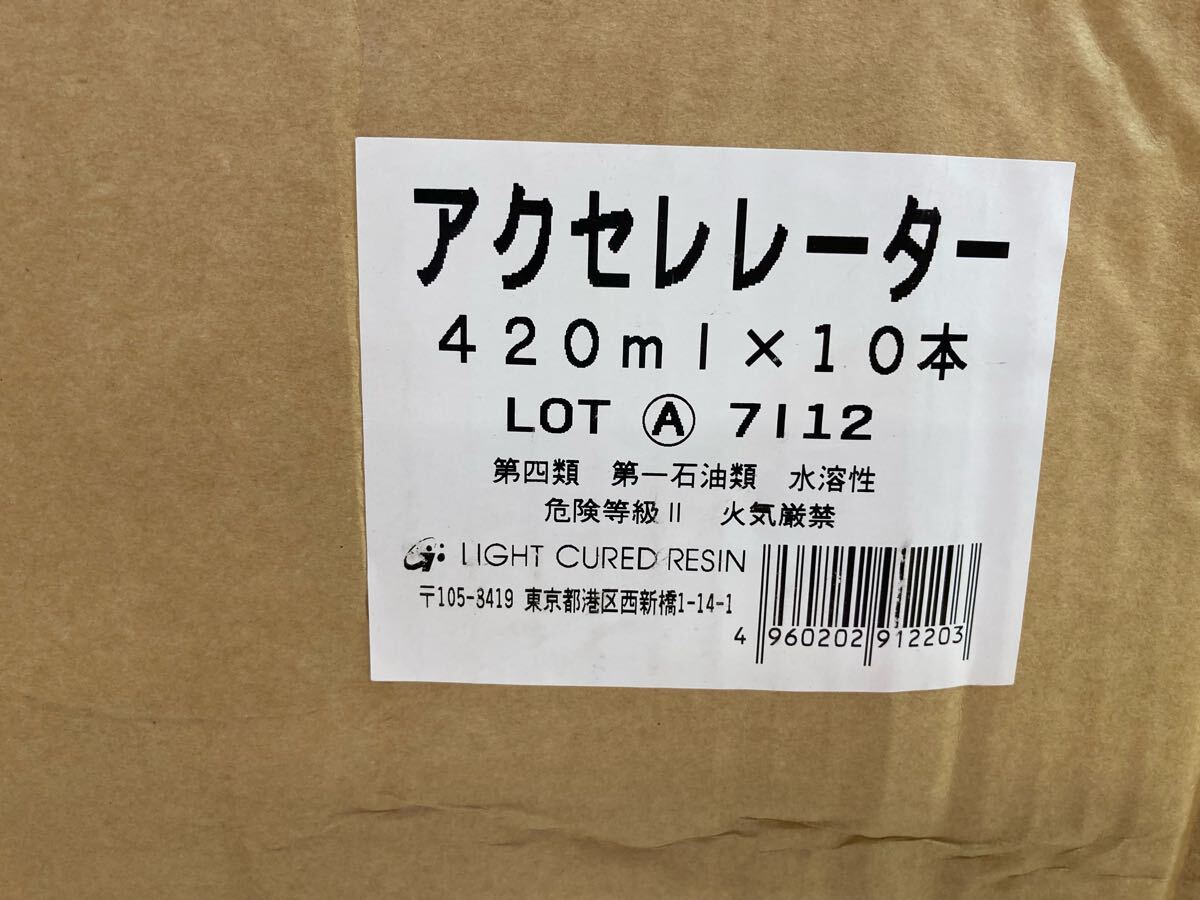 アクセレレーター
４２０ｍｌ×１０本
LOT Ⓐ 7112
第四類　第一石油類　水溶性
危険等級Ⅱ　火気厳禁
LIGHT CURED RESIN
〒105-3419 東京都港区西新橋1-14-1
4 960202 912203